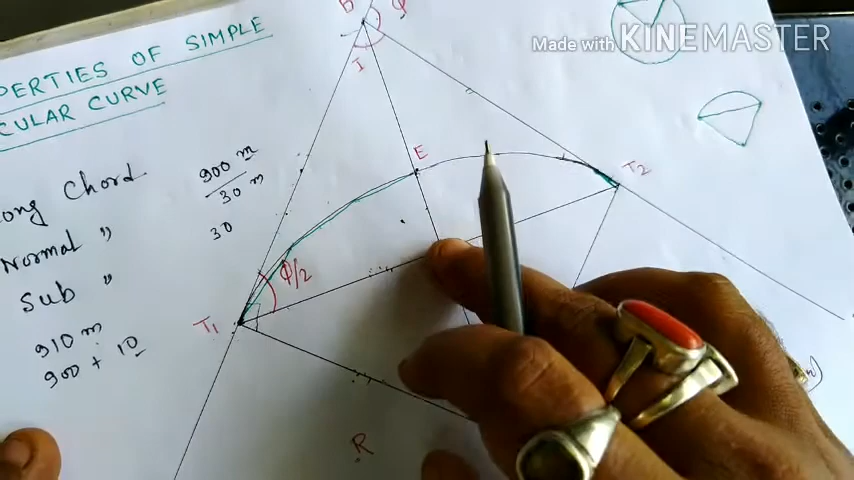 Made with KINEMASTER
PERTIES OF SIMPLE
CULAR CURVE
ong Chord 900 m
30 m
Normal " 30
Sub "
910 m
900 + 10
B
φ
I
E
T2
φ/2
T1
R